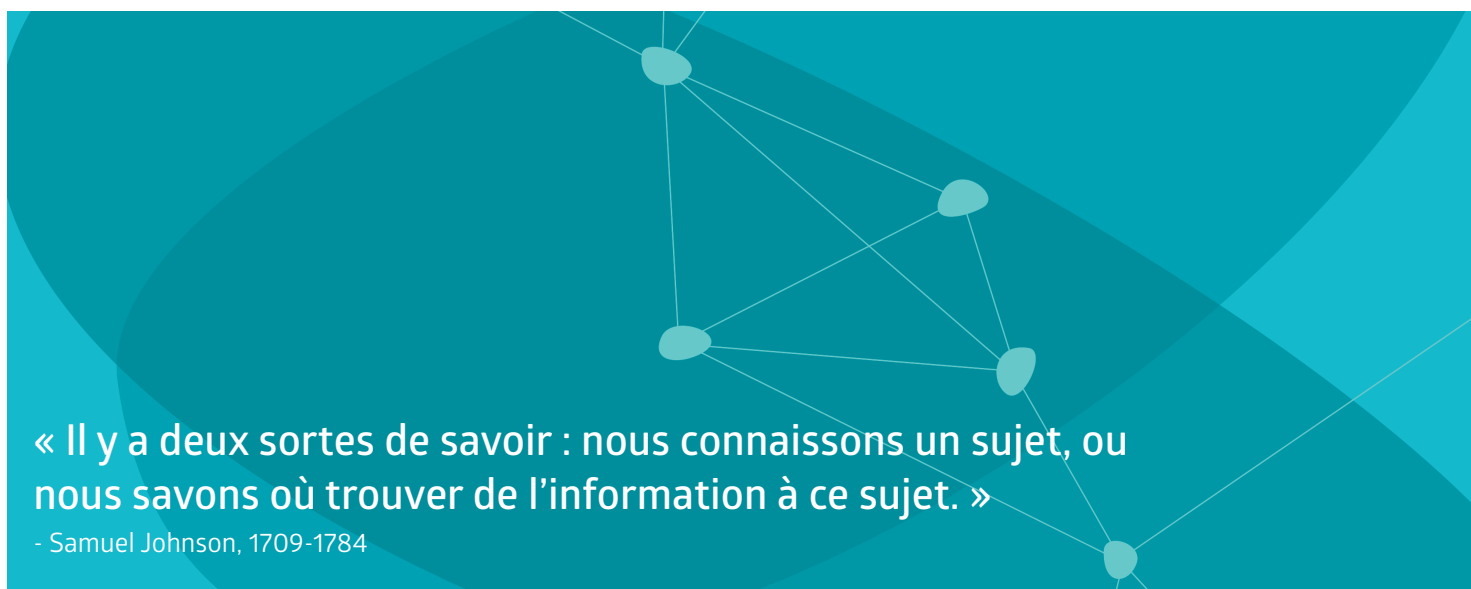 « Il y a deux sortes de savoir : nous connaissons un sujet, ou
nous savons où trouver de l’information à ce sujet. »
- Samuel Johnson, 1709-1784